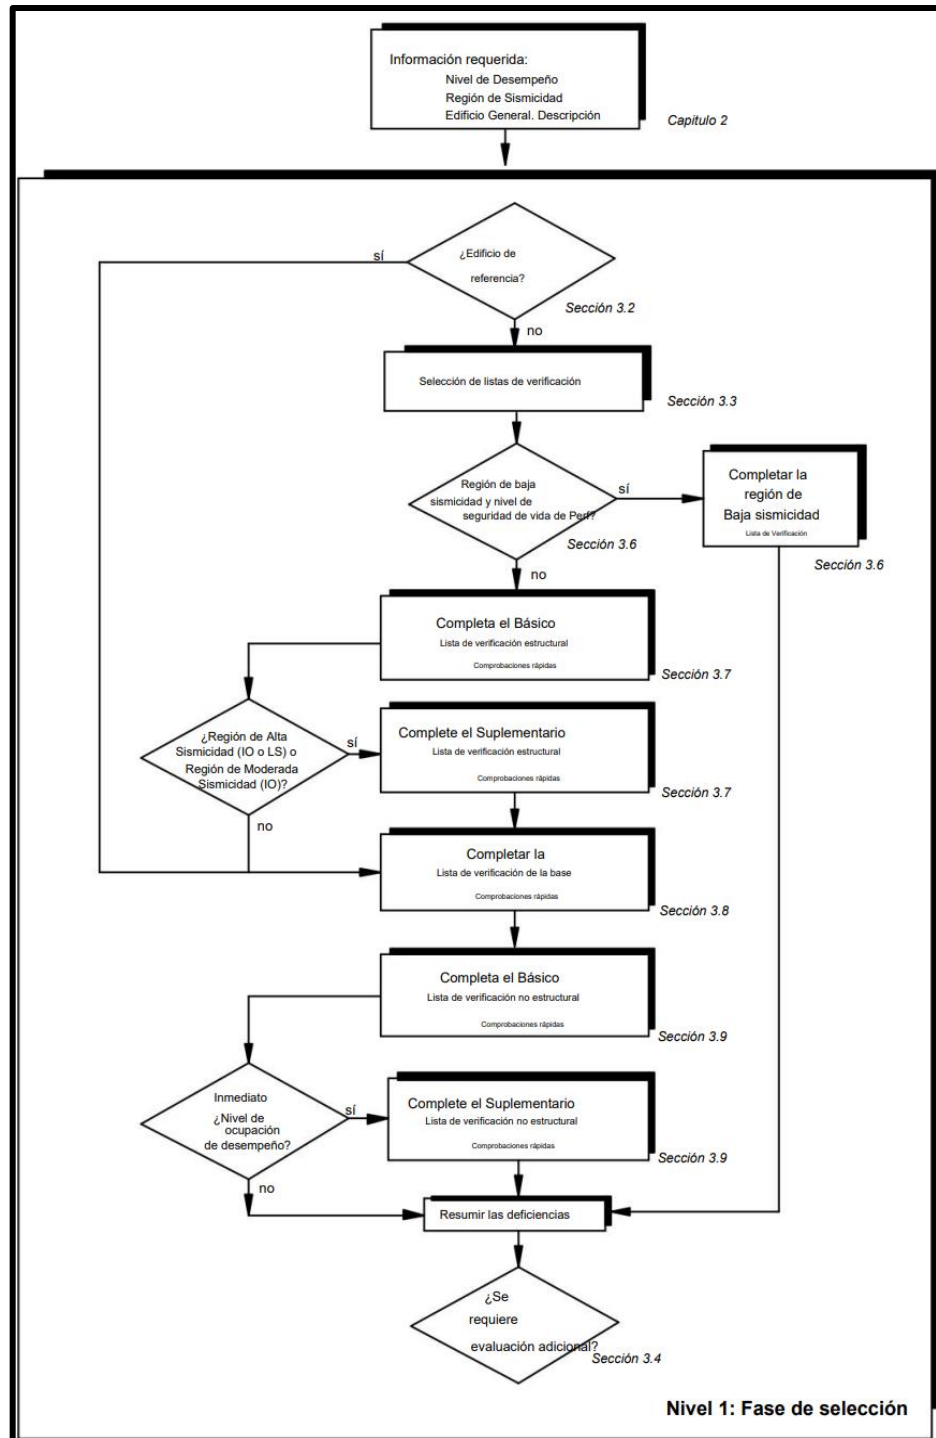 Información requerida:
Nivel de Desempeño
Región de Sismicidad
Edificio General. Descripción
Capitulo 2
¿Edificio de
referencia?
sí
Sección 3.2
no
Selección de listas de verificación
Sección 3.3
Región de baja
sismicidad y nivel de
seguridad de vida de Perf?
sí
Sección 3.6
no
Completar la
región de
Baja sismicidad
Lista de Verificación
Sección 3.6
Completa el Básico
Lista de verificación estructural
Comprobaciones rápidas
Sección 3.7
¿Región de Alta
Sismicidad (IO o LS) o
Región de Moderada
Sismicidad (IO)?
sí
no
Complete el Suplementario
Lista de verificación estructural
Comprobaciones rápidas
Sección 3.7
Completar la
Lista de verificación de la base
Comprobaciones rápidas
Sección 3.8
Completa el Básico
Lista de verificación no estructural
Comprobaciones rápidas
Sección 3.9
Inmediato
¿Nivel de
ocupación
de desempeño?
sí
no
Complete el Suplementario
Lista de verificación no estructural
Comprobaciones rápidas
Sección 3.9
Resumir las deficiencias
¿Se
requiere
evaluación adicional?
Sección 3.4
Nivel 1: Fase de selección